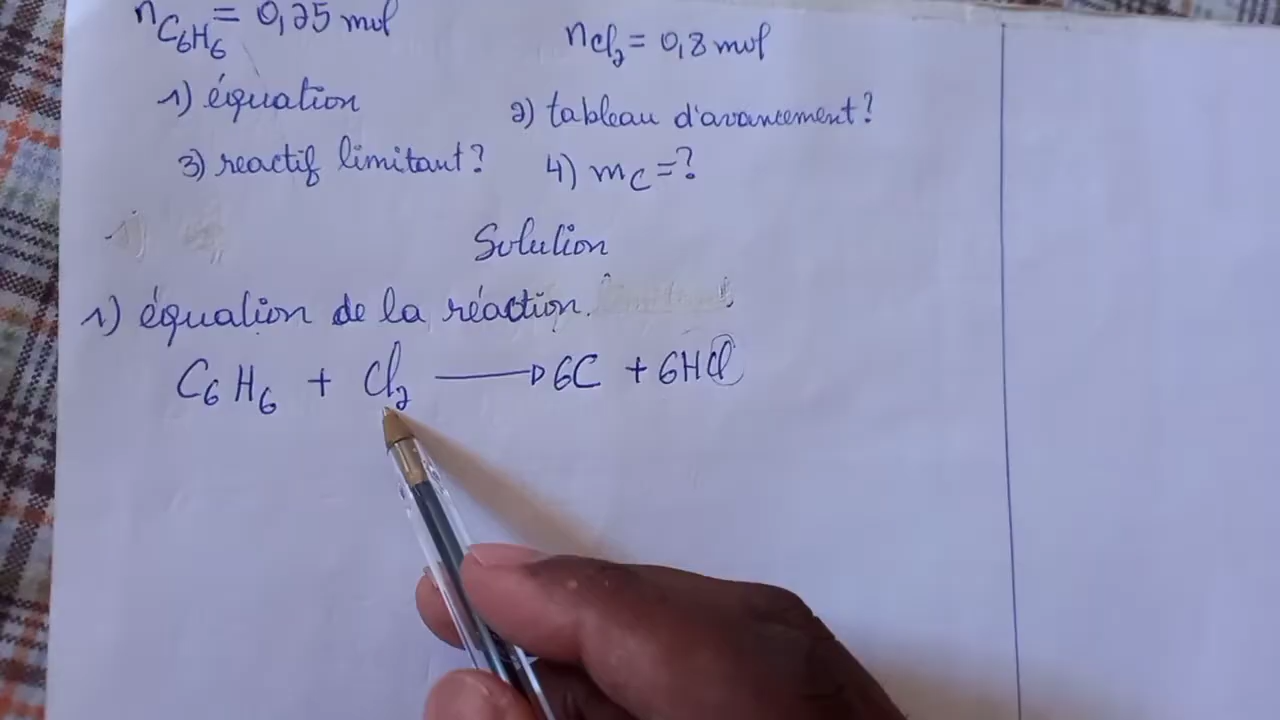 nC₆H₆ = 0,25 mol nCl₂ = 0,8 mol
1) équation 2) tableau d'avancement?
3) reactif limitant? 4) mC = ?
Solution
1) équation de la réaction.
C₆H₆ + Cl₂ → 6C + 6HCl